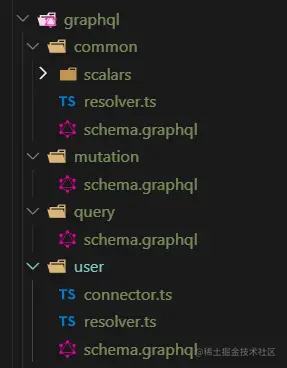 graphql
common
scalars
TS resolver.ts
schema.graphql
mutation
schema.graphql
query
schema.graphql
user
TS connector.ts
TS resolver.ts
schema.graphql
@稀土掘金技术社区